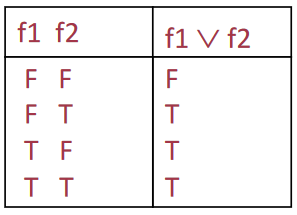 f1 f2 f1 ∨ f2
F F F
F T T
T F T
T T T